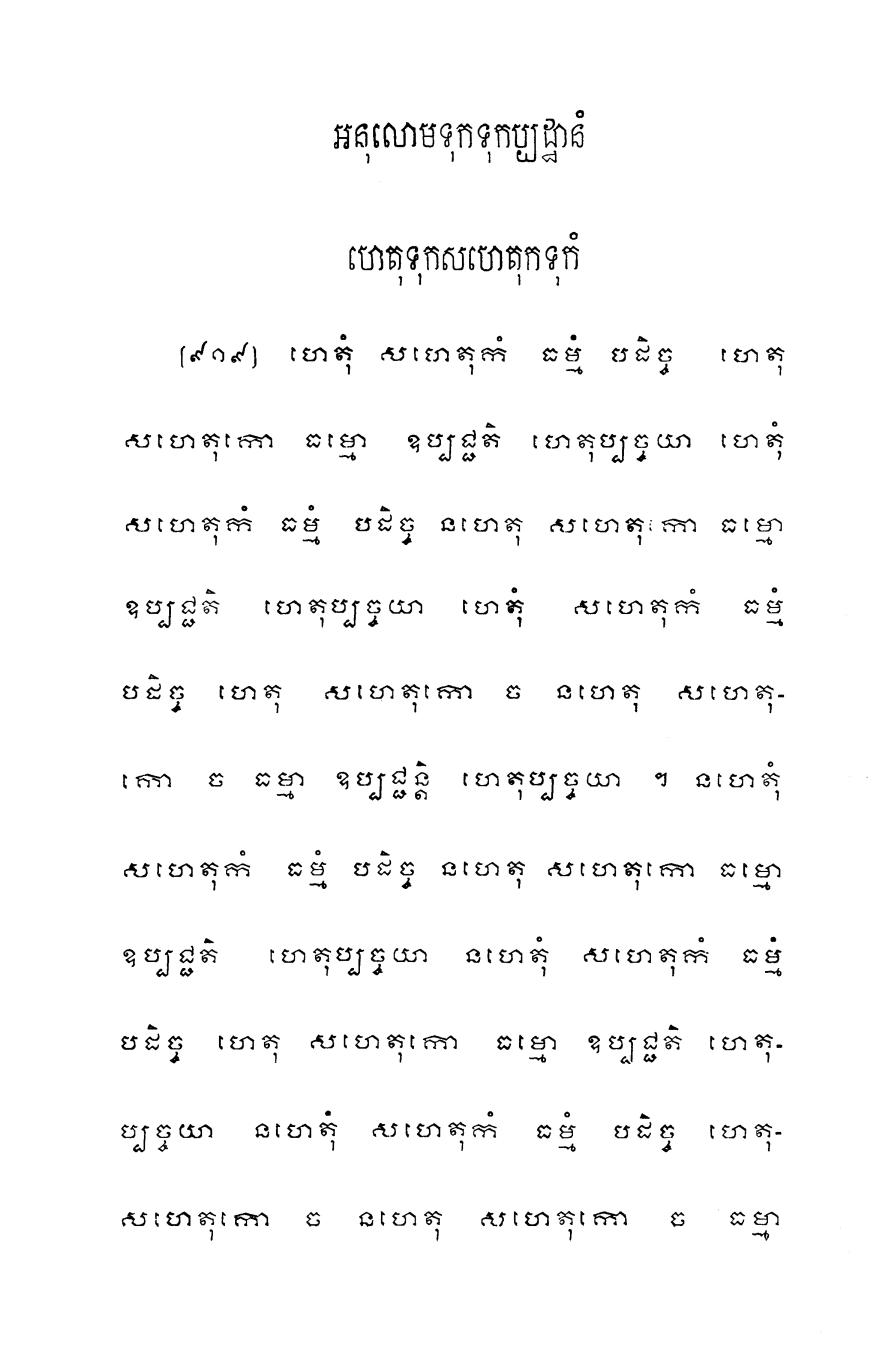 អនុលោមទុកទុកប្បដ្ឋានំ
ហេតុទុកសហេតុកទុកំ
[៩១៩] ហេតុំ សហេតុកំ ធម្មំ បដិច្ច ហេតុ
សហេតុកោ ធម្មោ ឧប្បជ្ជតិ ហេតុប្បច្ចយា ហេតុំ
សហេតុកំ ធម្មំ បដិច្ច នហេតុ សហេតុកោ ធម្មោ
ឧប្បជ្ជតិ ហេតុប្បច្ចយា ហេតុំ សហេតុកំ ធម្មំ
បដិច្ច ហេតុ សហេតុកោ ច នហេតុ សហេតុ-
កោ ច ធម្មា ឧប្បជ្ជន្តិ ហេតុប្បច្ចយា ។ នហេតុំ
សហេតុកំ ធម្មំ បដិច្ច នហេតុ សហេតុកោ ធម្មោ
ឧប្បជ្ជតិ ហេតុប្បច្ចយា នហេតុំ សហេតុកំ ធម្មំ
បដិច្ច ហេតុ សហេតុកោ ធម្មោ ឧប្បជ្ជតិ ហេតុ-
ប្បច្ចយា នហេតុំ សហេតុកំ ធម្មំ បដិច្ច ហេតុ-
សហេតុកោ ច នហេតុ សហេតុកោ ច ធម្មា